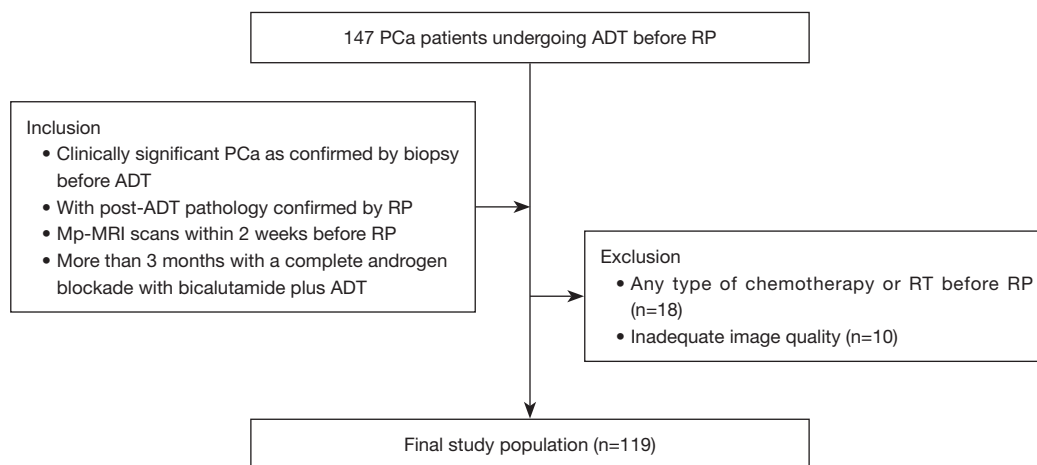 147 PCa patients undergoing ADT before RP
Inclusion
• Clinically significant PCa as confirmed by biopsy
before ADT
• With post-ADT pathology confirmed by RP
• Mp-MRI scans within 2 weeks before RP
• More than 3 months with a complete androgen
blockade with bicalutamide plus ADT
Exclusion
• Any type of chemotherapy or RT before RP
(n=18)
• Inadequate image quality (n=10)
Final study population (n=119)